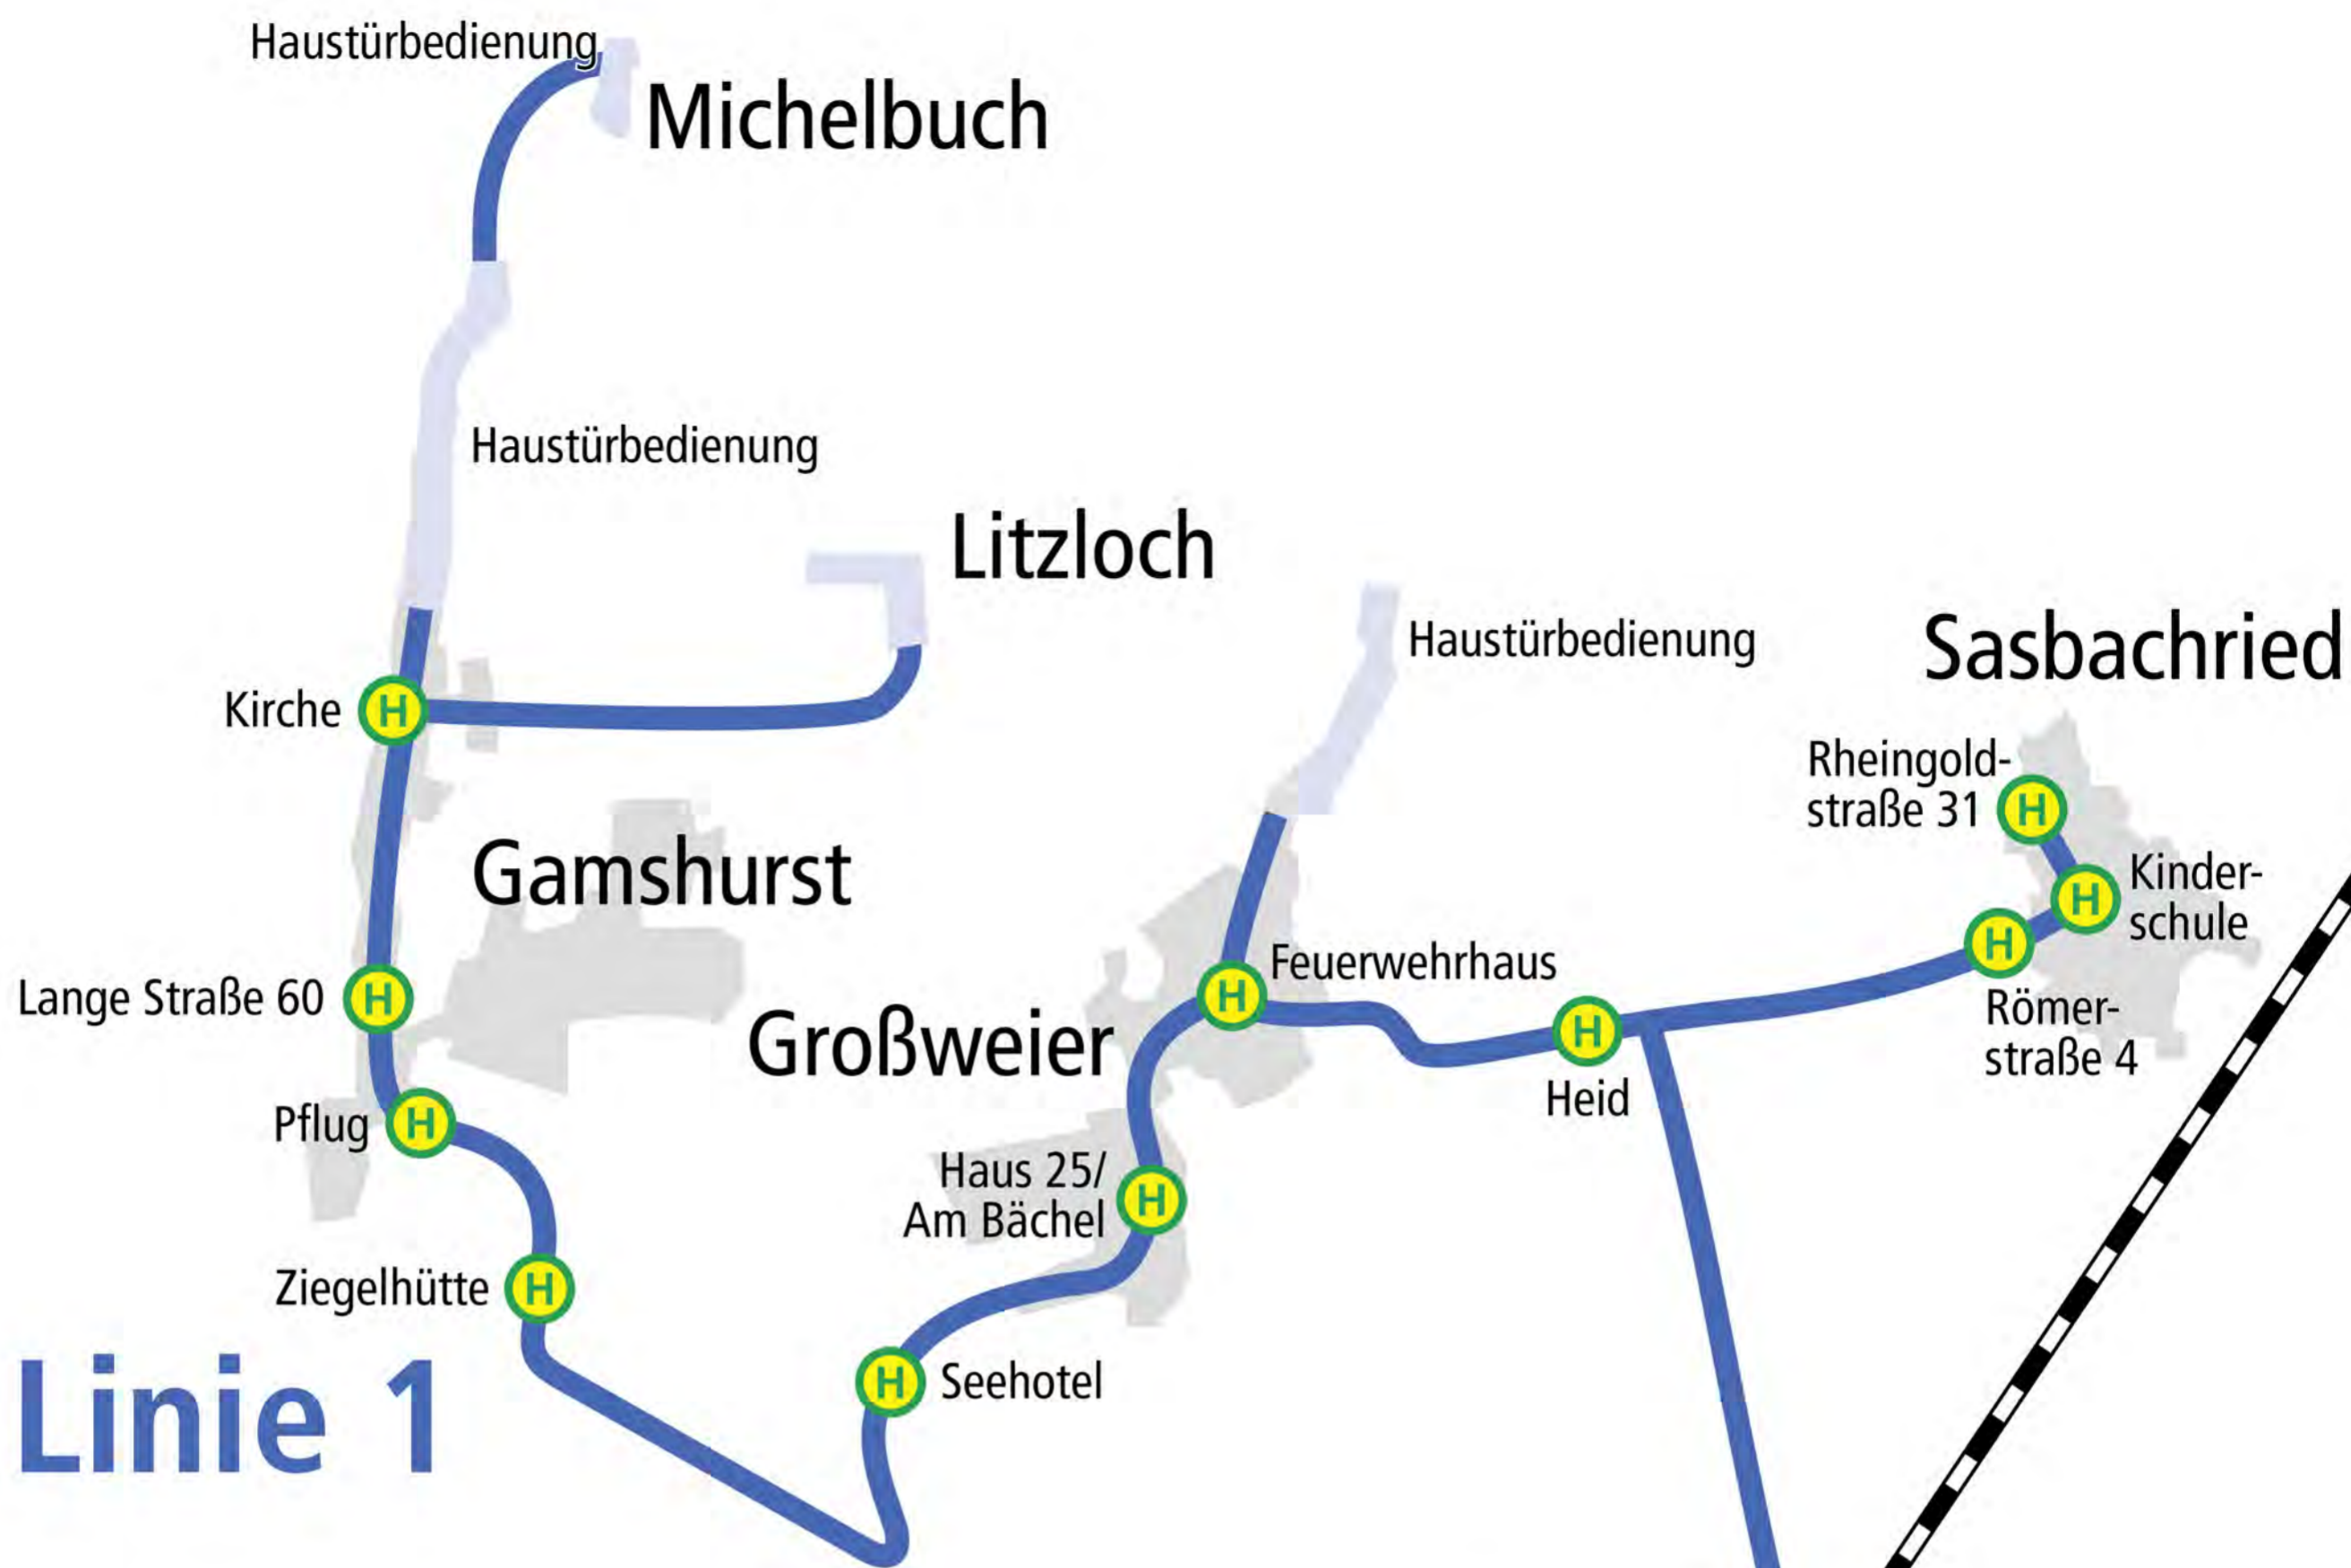 Haustürbedienung
Michelbuch
Haustürbedienung
Litzloch
Haustürbedienung
Sasbachried
Kirche
H
Rheingold-
straße 31
H
Gamshurst
Kinder-
schule
H
H
Römer-
straße 4
Lange Straße 60
H
Großweier
Feuerwehrhaus
H
H
Heid
Pflug
H
Haus 25/
Am Bächel
H
Ziegelhütte
H
Linie 1
H
Seehotel